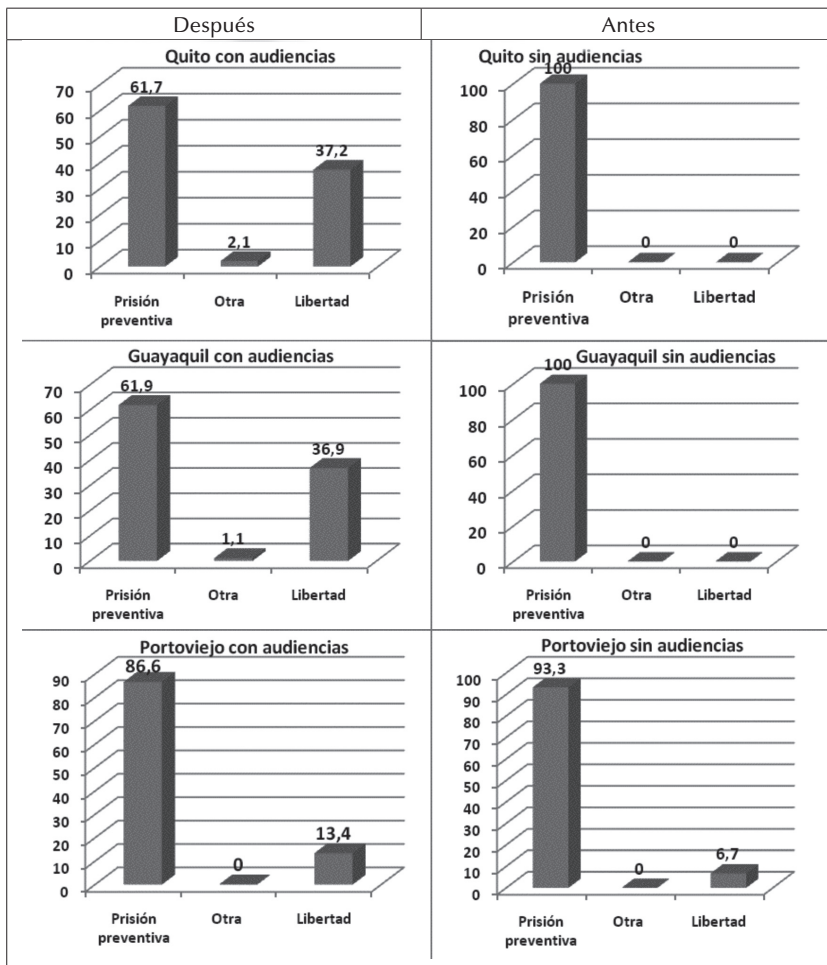 Después
Antes
Quito con audiencias
70
60
50
40
30
20
10
0
61,7
2,1
37,2
Prisión
preventiva
Otra
Libertad
Quito sin audiencias
100
80
60
40
20
0
100
0
0
Prisión
preventiva
Otra
Libertad
Guayaquil con audiencias
70
60
50
40
30
20
10
0
61,9
1,1
36,9
Prisión
preventiva
Otra
Libertad
Guayaquil sin audiencias
100
80
60
40
20
0
100
0
0
Prisión
preventiva
Otra
Libertad
Portoviejo con audiencias
90
80
70
60
50
40
30
20
10
0
86,6
0
13,4
Prisión
preventiva
Otra
Libertad
Portoviejo sin audiencias
100
90
80
70
60
50
40
30
20
10
0
93,3
0
6,7
Prisión
preventiva
Otra
Libertad